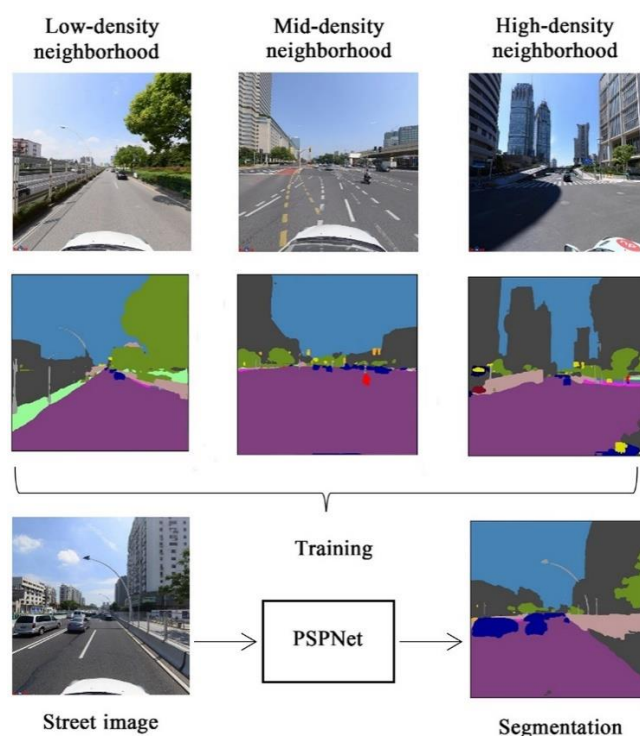 Low-density
neighborhood
Mid-density
neighborhood
High-density
neighborhood
Training
PSPNet
Street image
Segmentation